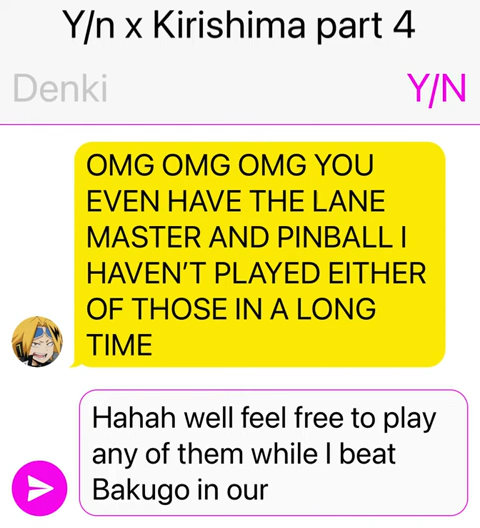 Y/n x Kirishima part 4
Denki
Y/N
OMG OMG OMG YOU
EVEN HAVE THE LANE
MASTER AND PINBALL I
HAVEN'T PLAYED EITHER
OF THOSE IN A LONG
TIME
Hahah well feel free to play
any of them while I beat
Bakugo in our